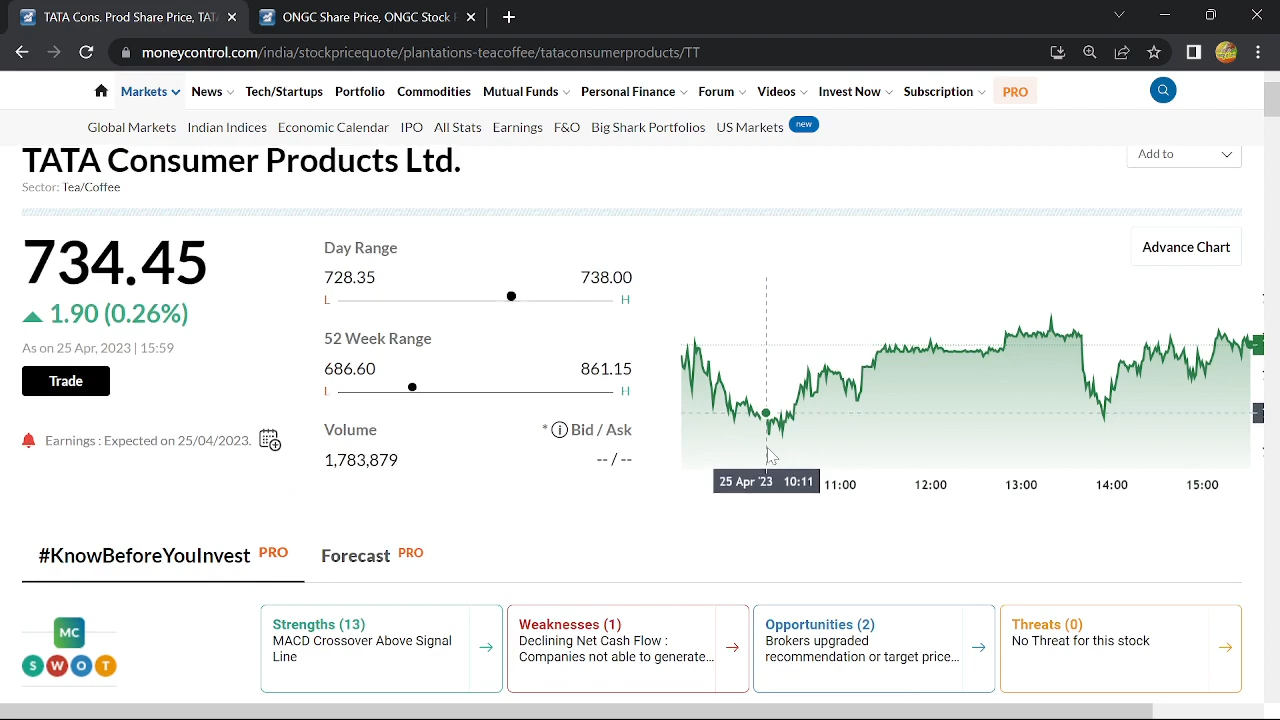 TATA Cons. Prod Stock Price, TATA
ONGC Share Price, ONGC Stock P
moneycontrol.com/india/stockpricequote/plantations-teacoffee/tataconsumerproducts/TT
Markets News Tech/Startups Portfolio Commodities Mutual Funds Personal Finance Forum Videos Invest Now Subscription PRO
Global Markets Indian Indices Economic Calendar IPO All Stats Earnings F&O Big Shark Portfolios US Markets new
TATA Consumer Products Ltd.
Add to
Sector: Tea/Coffee
734.45
1.90 (0.26%)
As on 25 Apr, 2023 | 15:59
Trade
Earnings : Expected on 25/04/2023.
Day Range
728.35 738.00
L H
52 Week Range
686.60 861.15
L H
Volume * i Bid / Ask
1,783,879 -- / --
Advance Chart
25 Apr '23 10:11 11:00 12:00 13:00 14:00 15:00
#KnowBeforeYouInvest PRO Forecast PRO
MC
S W O T
Strengths (13)
MACD Crossover Above Signal
Line
Weaknesses (1)
Declining Net Cash Flow :
Companies not able to generate...
Opportunities (2)
Brokers upgraded
recommendation or target price...
Threats (0)
No Threat for this stock